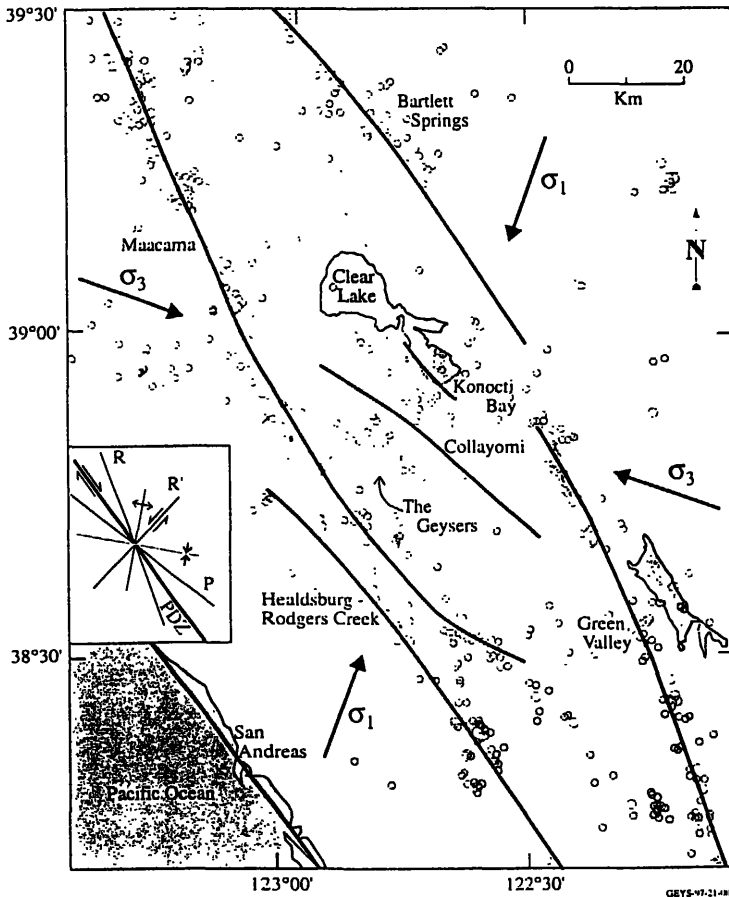 39°30'
0 20
Km
Bartlett
Springs
σ1
Maacama
σ3
N
Clear
Lake
39°00'
Konocti
Bay
Collayomi
σ3
R
R'
The
Geysers
P
PDZ
Healdsburg
Rodgers Creek
Green
Valley
38°30'
σ1
San
Andreas
Pacific Ocean
123°00'
122°30'